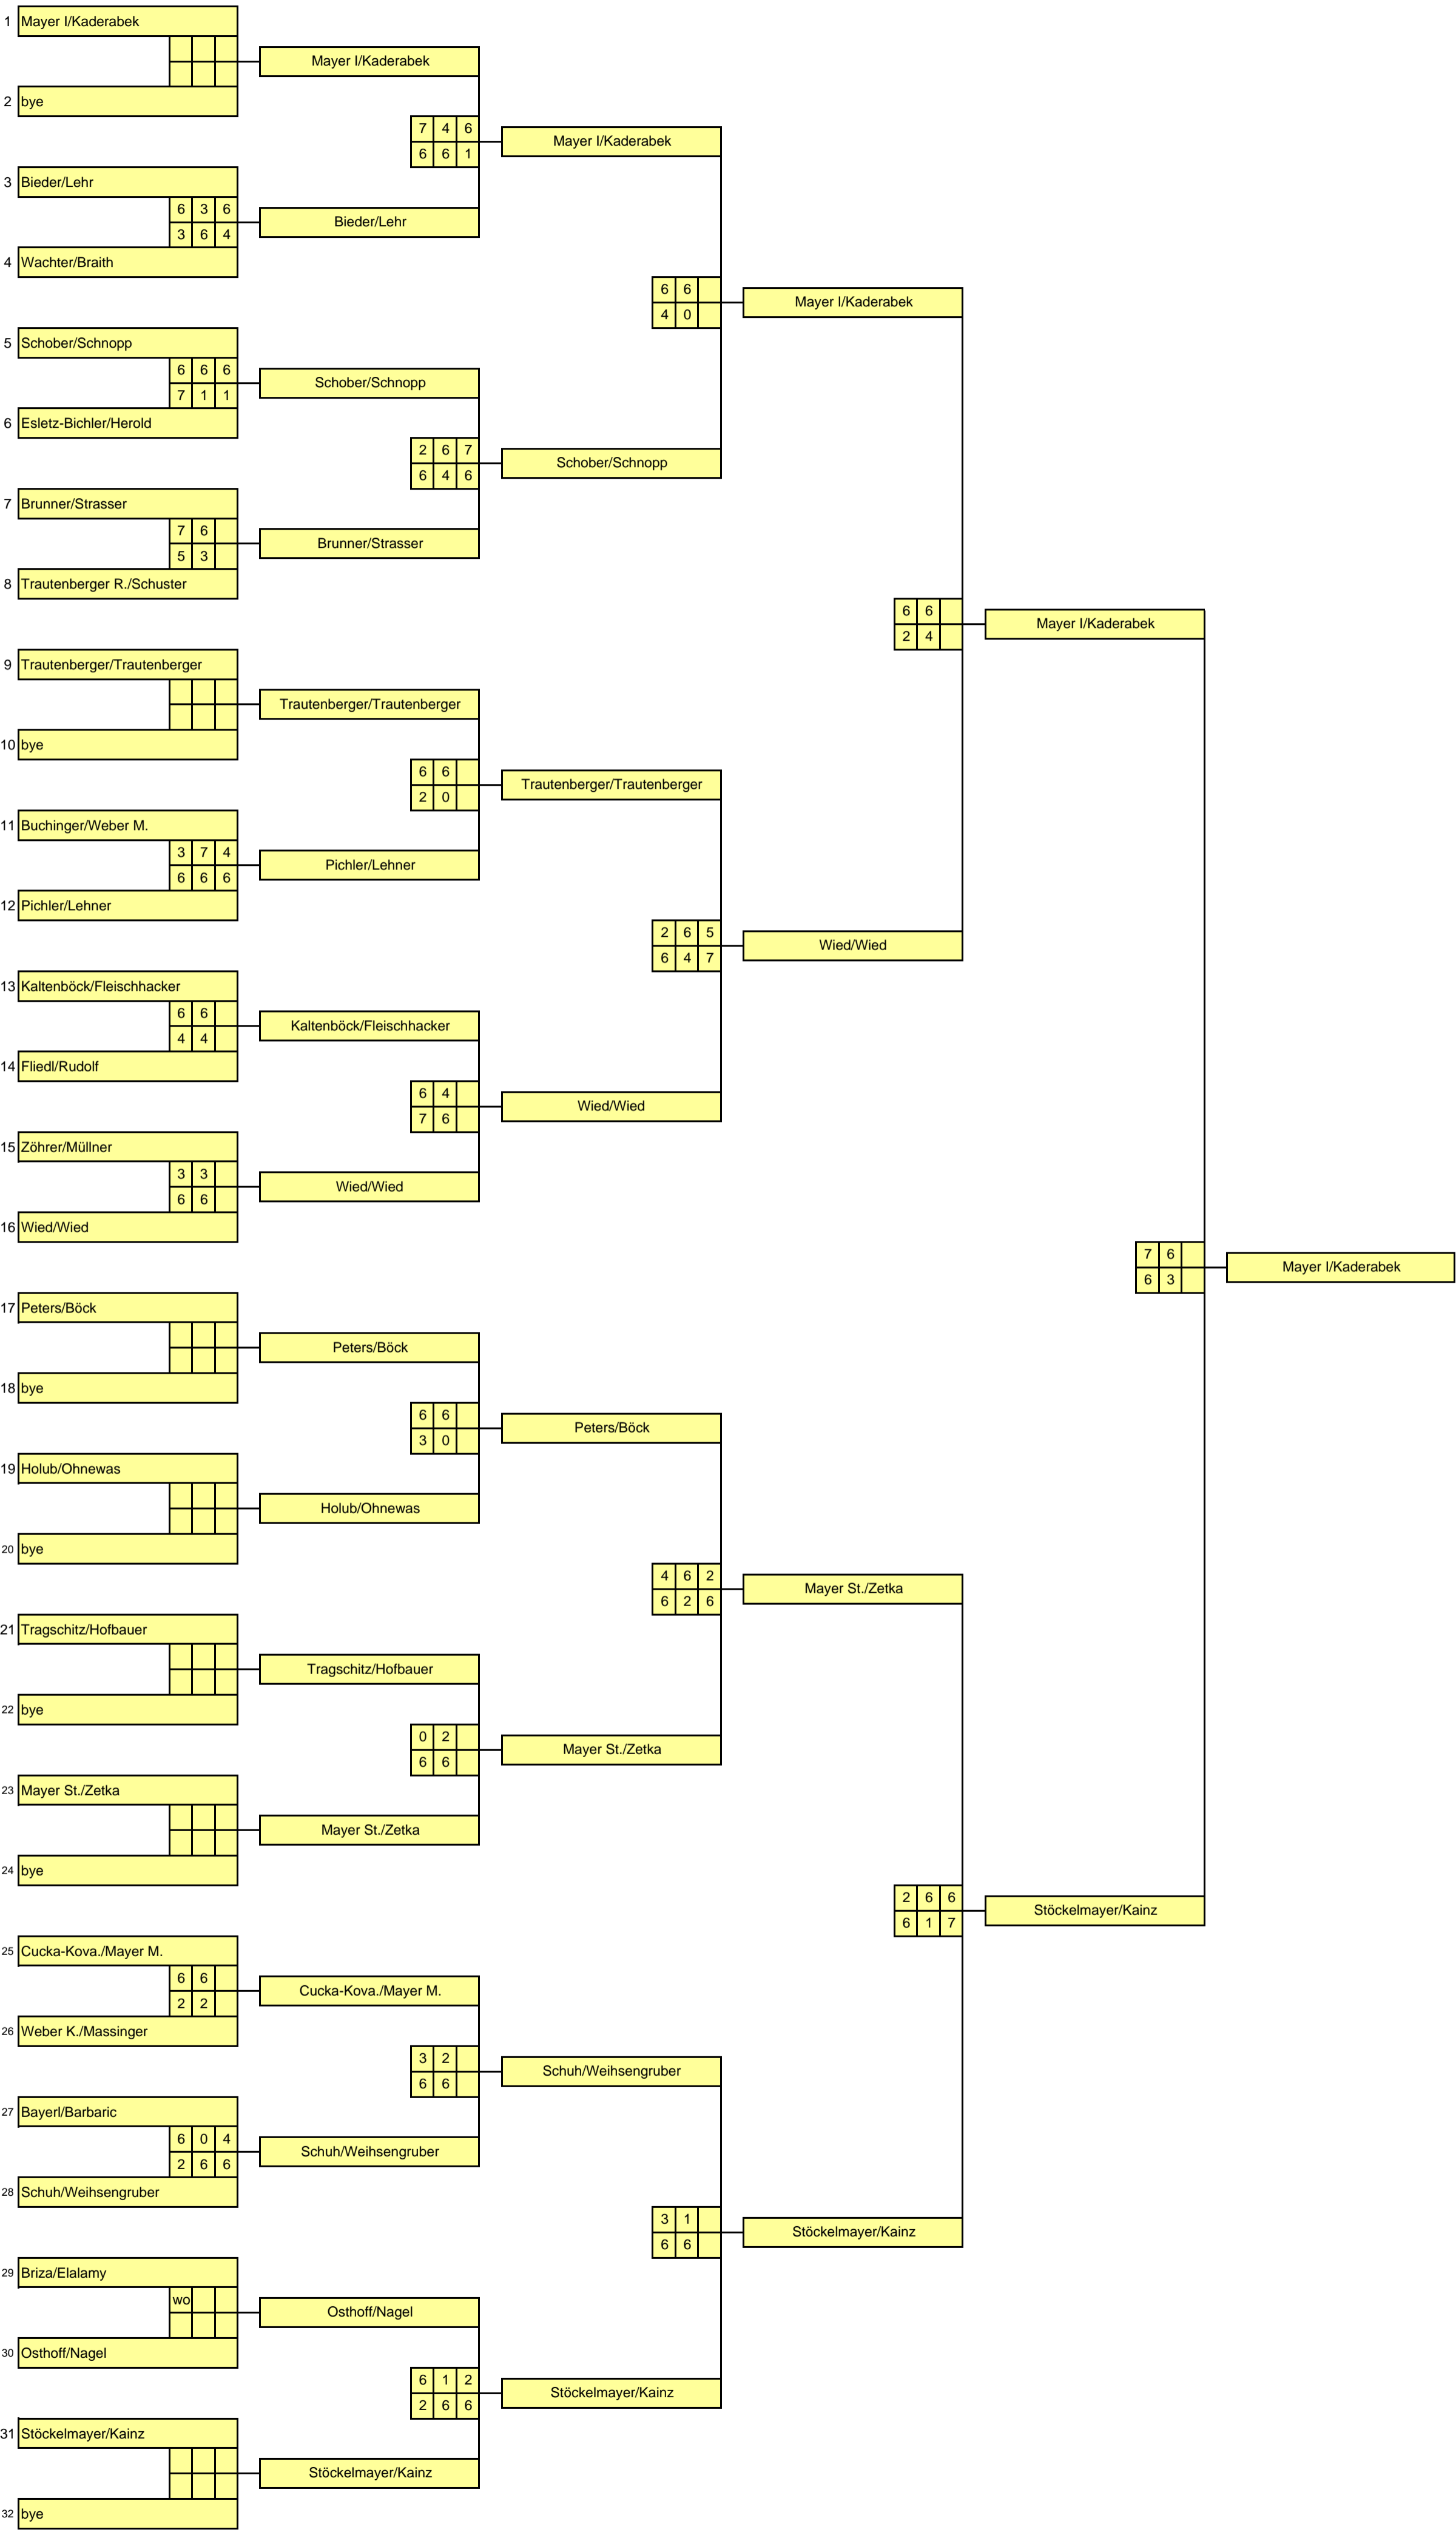 1 Mayer I/Kaderabek
Mayer I/Kaderabek
2 bye
7 4 6
Mayer I/Kaderabek
6 6 1
3 Bieder/Lehr
6 3 6
Bieder/Lehr
3 6 4
4 Wachter/Braith
6 6
Mayer I/Kaderabek
4 0
5 Schober/Schnopp
6 6 6
Schober/Schnopp
7 1 1
6 Esletz-Bichler/Herold
2 6 7
Schober/Schnopp
6 4 6
7 Brunner/Strasser
7 6
Brunner/Strasser
5 3
8 Trautenberger R./Schuster
6 6
Mayer I/Kaderabek
2 4
9 Trautenberger/Trautenberger
Trautenberger/Trautenberger
10 bye
6 6
Trautenberger/Trautenberger
2 0
11 Buchinger/Weber M.
3 7 4
Pichler/Lehner
6 6 6
12 Pichler/Lehner
2 6 5
Wied/Wied
6 4 7
13 Kaltenböck/Fleischhacker
6 6
Kaltenböck/Fleischhacker
4 4
14 Fliedl/Rudolf
6 4
Wied/Wied
7 6
15 Zöhrer/Müllner
3 3
Wied/Wied
6 6
16 Wied/Wied
7 6
Mayer I/Kaderabek
6 3
17 Peters/Böck
Peters/Böck
18 bye
6 6
Peters/Böck
3 0
19 Holub/Ohnewas
Holub/Ohnewas
20 bye
4 6 2
Mayer St./Zetka
6 2 6
21 Tragschitz/Hofbauer
Tragschitz/Hofbauer
22 bye
0 2
Mayer St./Zetka
6 6
23 Mayer St./Zetka
Mayer St./Zetka
24 bye
2 6 6
Stöckelmayer/Kainz
6 1 7
25 Cucka-Kova./Mayer M.
6 6
Cucka-Kova./Mayer M.
2 2
26 Weber K./Massinger
3 2
Schuh/Weihsengruber
6 6
27 Bayerl/Barbaric
6 0 4
Schuh/Weihsengruber
2 6 6
28 Schuh/Weihsengruber
3 1
Stöckelmayer/Kainz
6 6
29 Briza/Elalamy
wo
Osthoff/Nagel
30 Osthoff/Nagel
6 1 2
Stöckelmayer/Kainz
2 6 6
31 Stöckelmayer/Kainz
Stöckelmayer/Kainz
32 bye